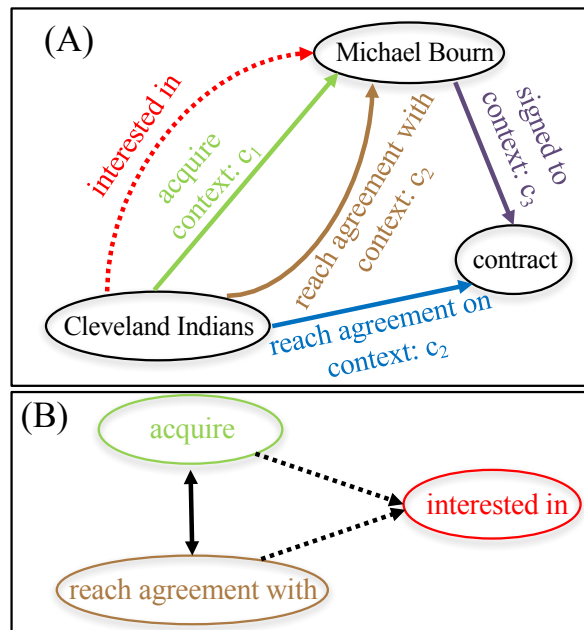 (A)
Michael Bourn
interested in
acquire
context: c₁
reach agreement with
context: c₂
signed to
context: c₃
contract
Cleveland Indians
reach agreement on
context: c₂
(B)
acquire
interested in
reach agreement with